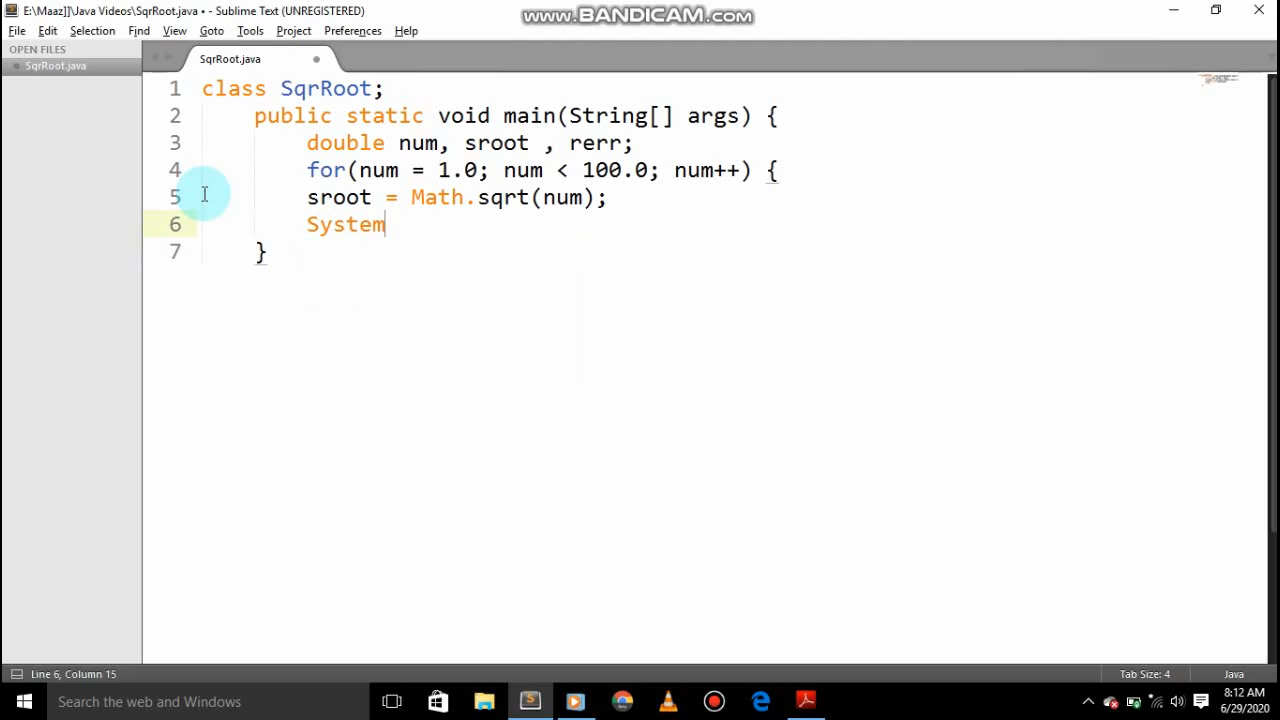 E:\Maaz]]\Java Videos\SqrRoot.java • - Sublime Text (UNREGISTERED)
www.BANDICAM.com
File Edit Selection Find View Goto Tools Project Preferences Help
OPEN FILES
SqrRoot.java
SqrRoot.java
1 class SqrRoot;
2 public static void main(String[] args) {
3 double num, sroot , rerr;
4 for(num = 1.0; num < 100.0; num++) {
5 sroot = Math.sqrt(num);
6 System
7 }
Line 6, Column 15
Tab Size: 4
Java
Search the web and Windows
8:12 AM
6/29/2020